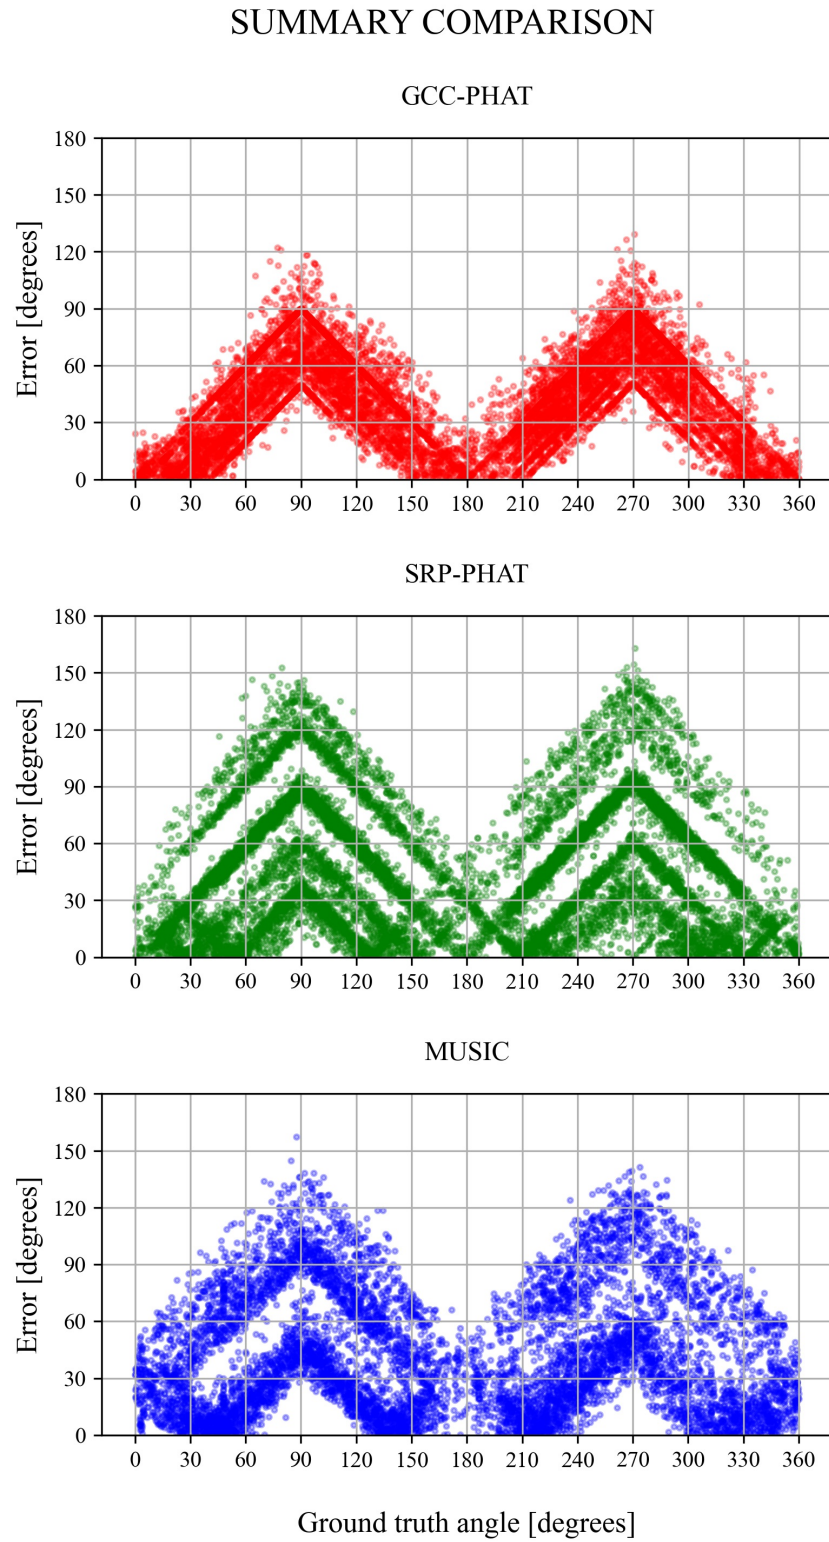 SUMMARY COMPARISON
GCC-PHAT
180
150
120
90
60
30
0
Error [degrees]
0 30 60 90 120 150 180 210 240 270 300 330 360
SRP-PHAT
180
150
120
90
60
30
0
Error [degrees]
0 30 60 90 120 150 180 210 240 270 300 330 360
MUSIC
180
150
120
90
60
30
0
Error [degrees]
0 30 60 90 120 150 180 210 240 270 300 330 360
Ground truth angle [degrees]